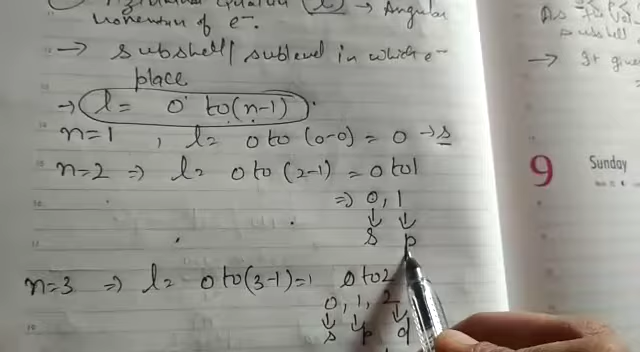 (l) → Angular
momentum of e-.
→ subshell/sublevel in which e-
place
→ l = 0 to (n-1).
n=1 , l= 0 to (0-0) = 0 → s
n=2 → l= 0 to (2-1) = 0 to 1
⇒ 0, 1
↓ ↓
s p
n=3 ⇒ l= 0 to (3-1)=1 0 to 2
0, 1, 2
↓ ↓ ↓
s p d
As
subshell
→ It give
9 Sunday